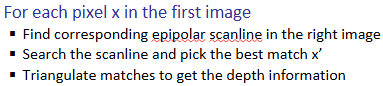 For each pixel x in the first image
▪ Find corresponding epipolar scanline in the right image
▪ Search the scanline and pick the best match x’
▪ Triangulate matches to get the depth information